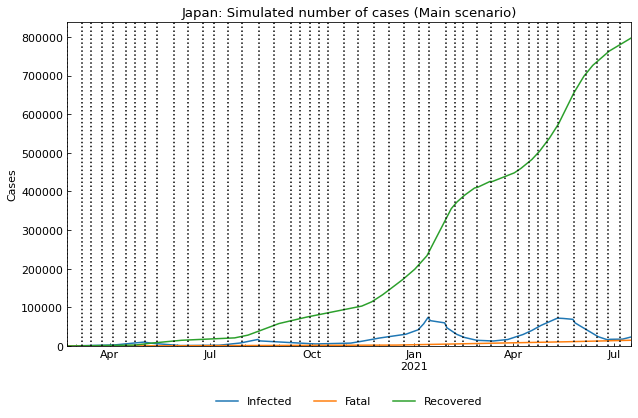 Japan: Simulated number of cases (Main scenario)
800000
700000
600000
500000
400000
300000
200000
100000
0
Cases
Apr Jul Oct Jan Apr Jul
2021
Infected Fatal Recovered